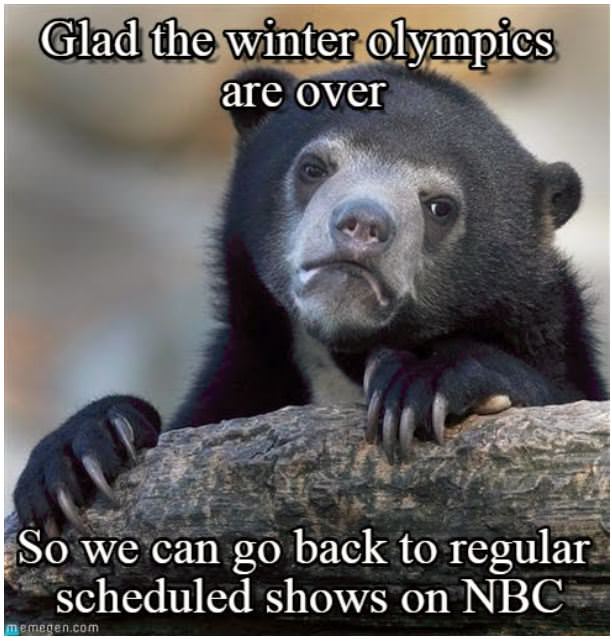 Glad the winter olympics
are over
So we can go back to regular
scheduled shows on NBC
memegen.com